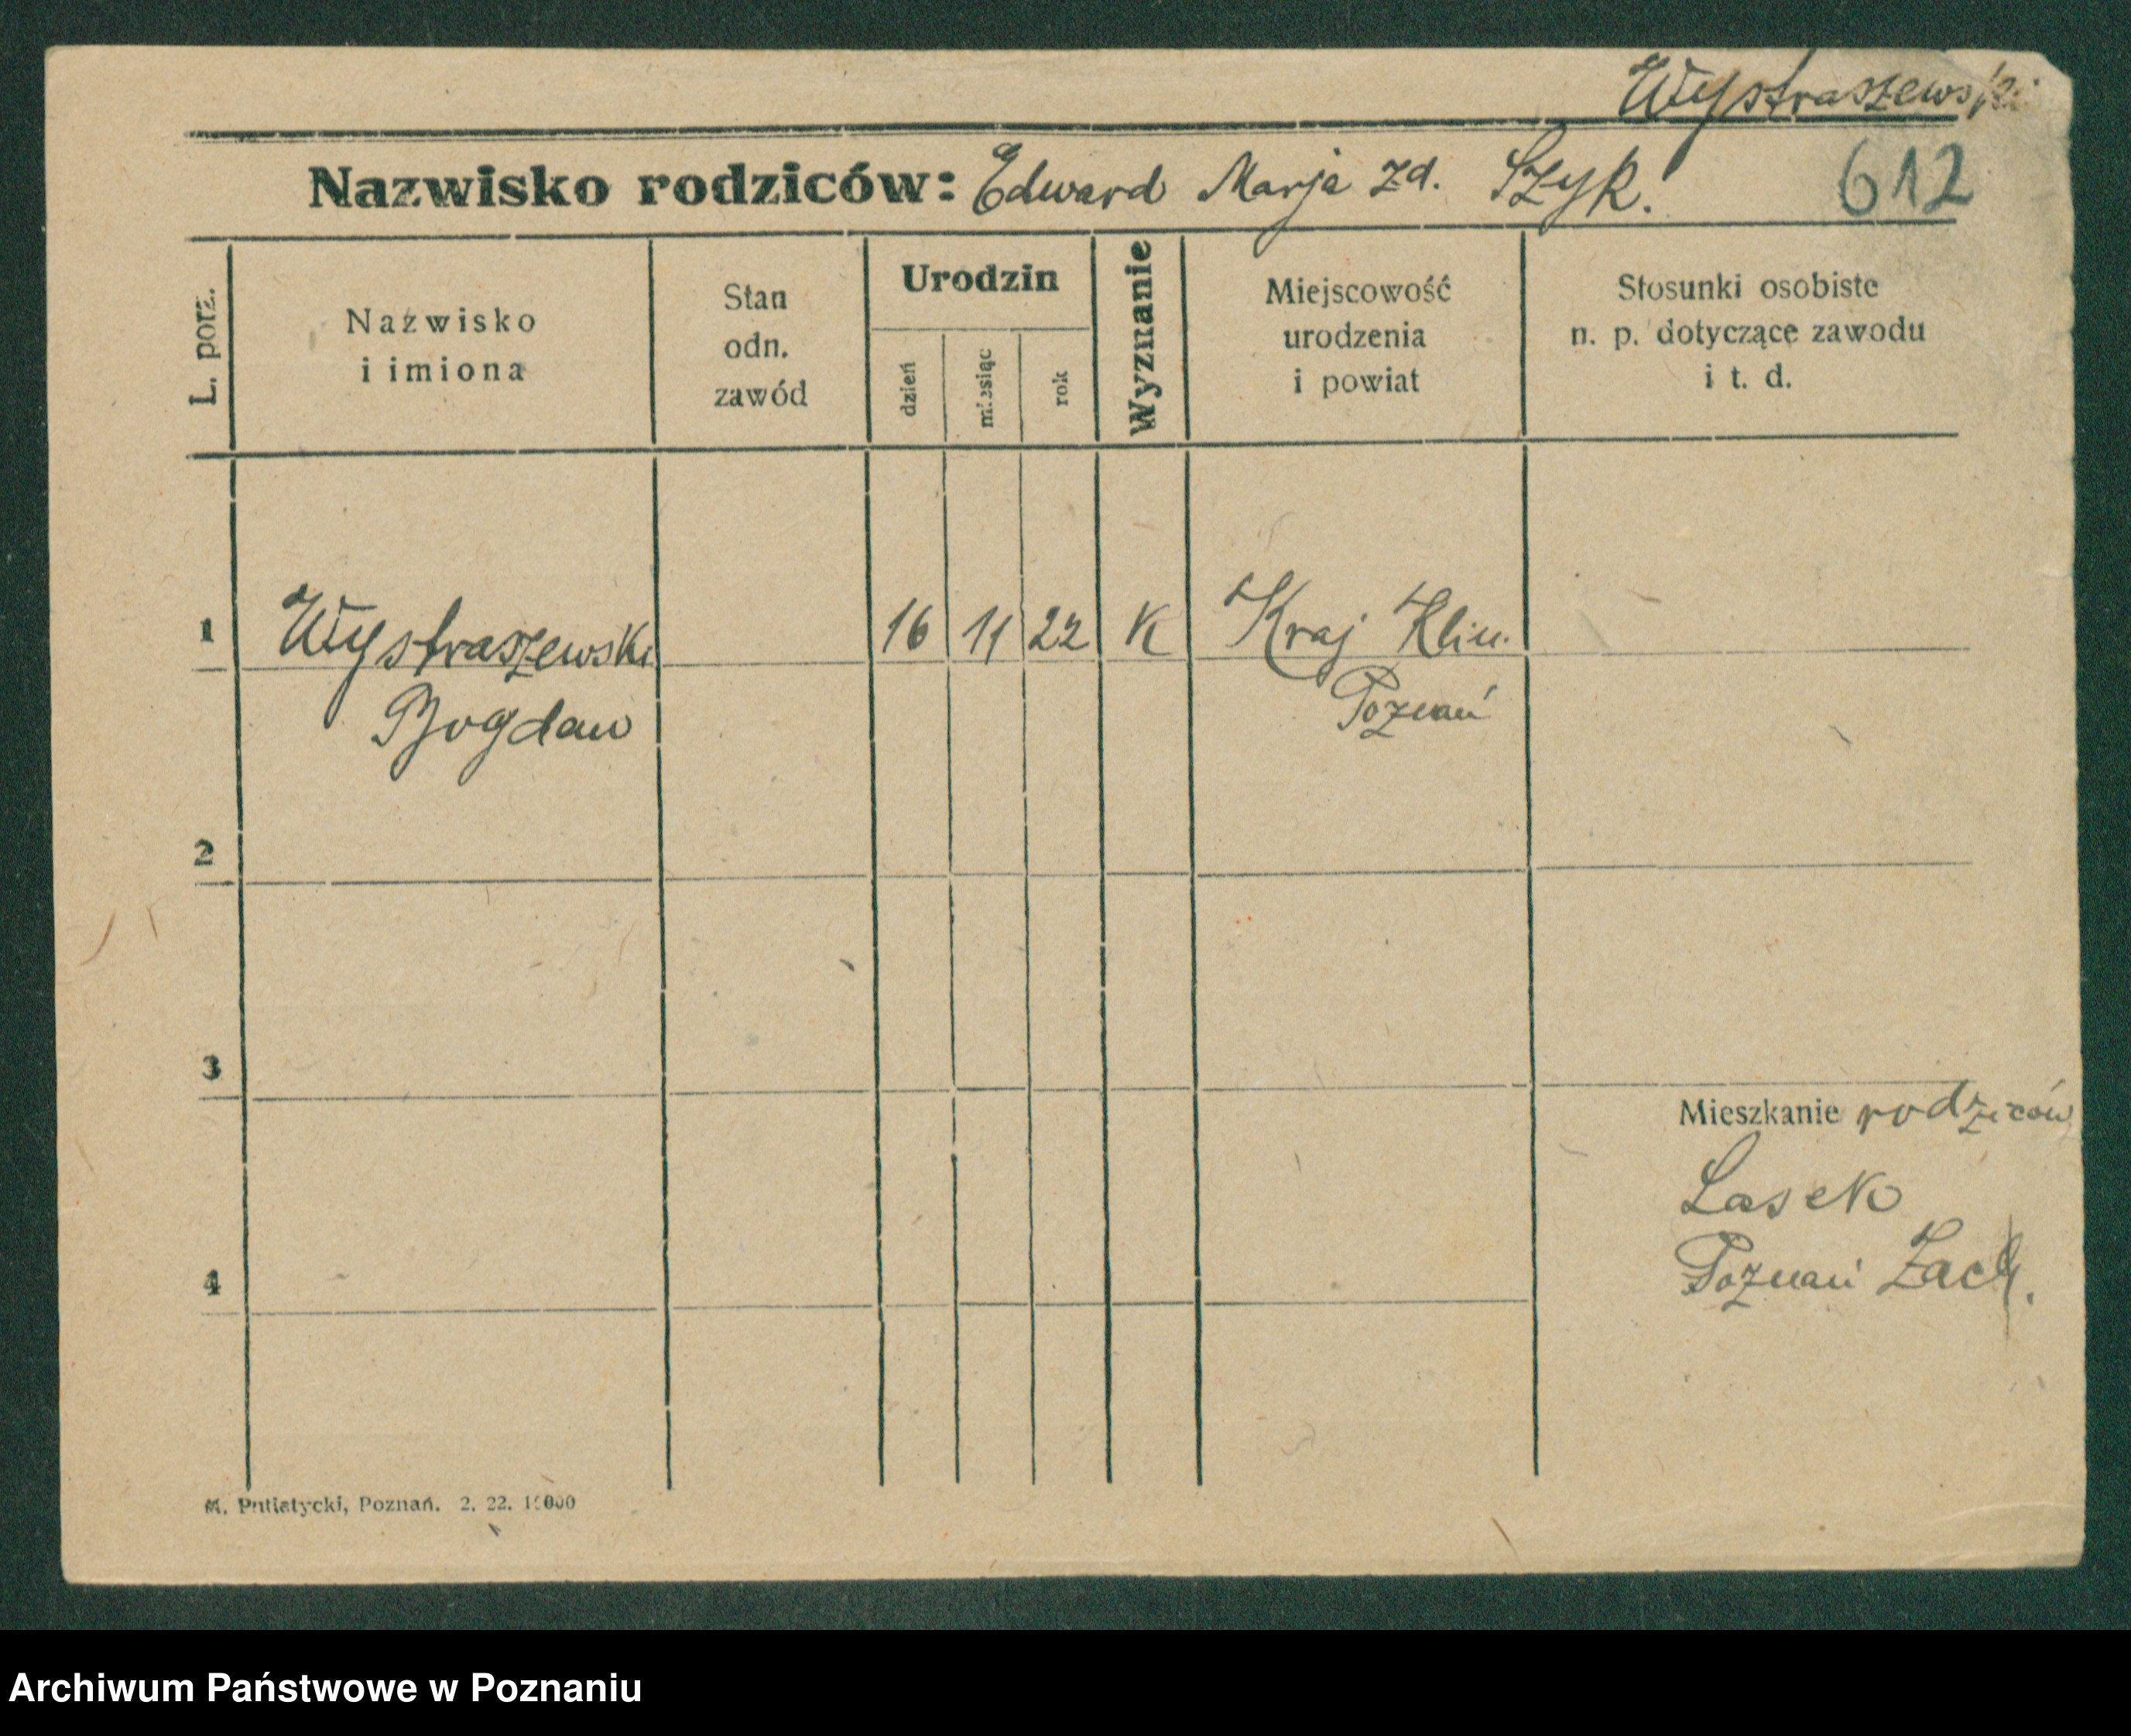 Wystraszewski
Nazwisko rodziców: Edward Marja zd. Szyk.
612
L. porz.
Nazwisko
i imiona
Stan
odn.
zawód
Urodzin
dzień
miesiąc
rok
Wyznanie
Miejscowość
urodzenia
i powiat
Stosunki osobiste
n. p. dotyczące zawodu
i t. d.
1 Wystraszewski 16 11 22 K Kraj Klin.
Bogdan Poznań
2
3
Mieszkanie rodziców
Lasek
4 Poznań Zach.
M. Putiatycki, Poznań. 2. 22.
Archiwum Państwowe w Poznaniu